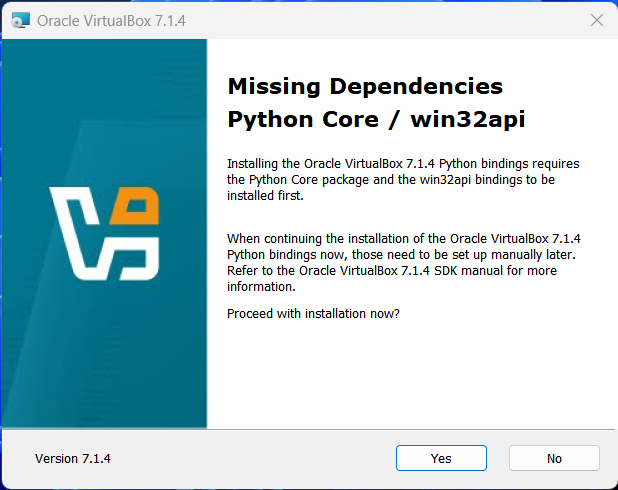 Oracle VirtualBox 7.1.4
Missing Dependencies
Python Core / win32api
Installing the Oracle VirtualBox 7.1.4 Python bindings requires
the Python Core package and the win32api bindings to be
installed first.
When continuing the installation of the Oracle VirtualBox 7.1.4
Python bindings now, those need to be set up manually later.
Refer to the Oracle VirtualBox 7.1.4 SDK manual for more
information.
Proceed with installation now?
Version 7.1.4
Yes
No